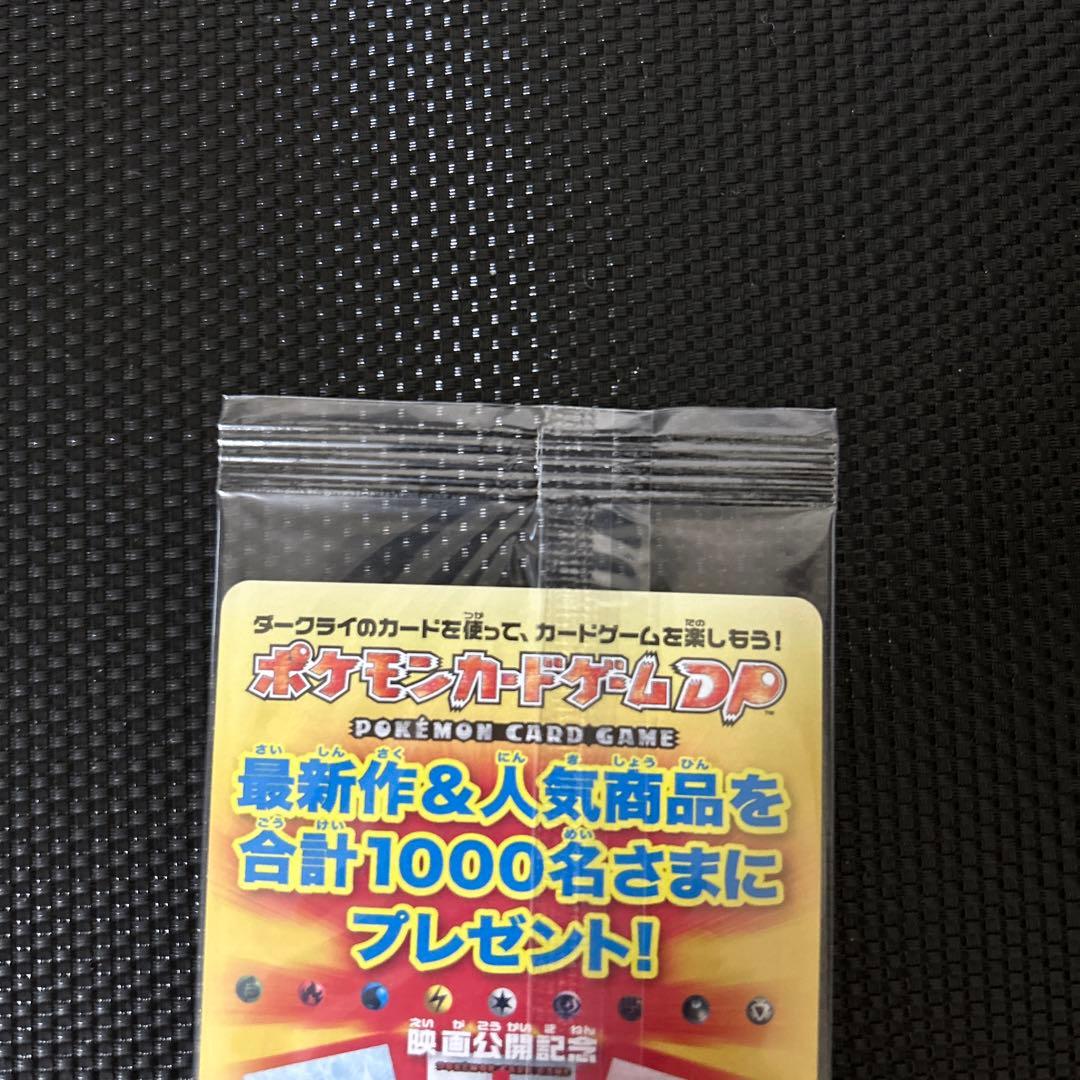 ダークライのカードを使って、カードゲームを楽しもう!
ポケモンカードゲームDP™
POKÉMON CARD GAME
最新作&人気商品を
合計1000名さまに
プレゼント!
映画公開記念